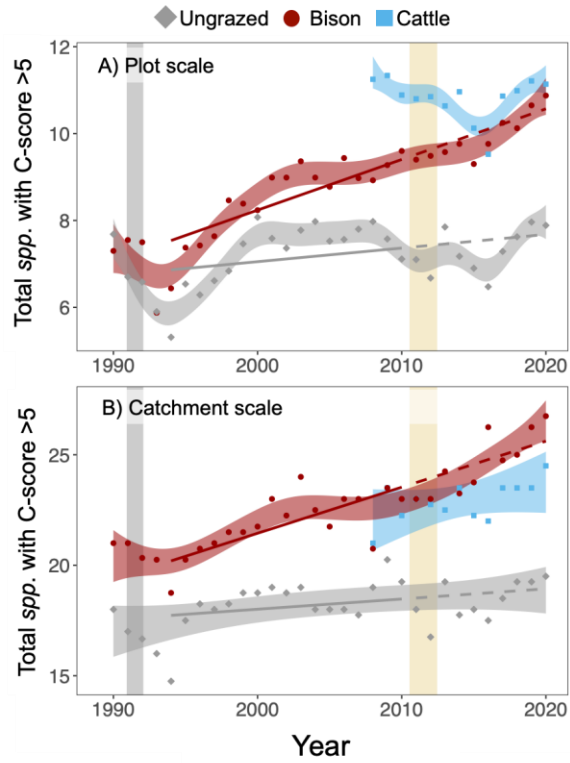 Ungrazed Bison Cattle
A) Plot scale
Total spp. with C-score >5
12
10
8
6
1990 2000 2010 2020
B) Catchment scale
Total spp. with C-score >5
25
20
15
1990 2000 2010 2020
Year